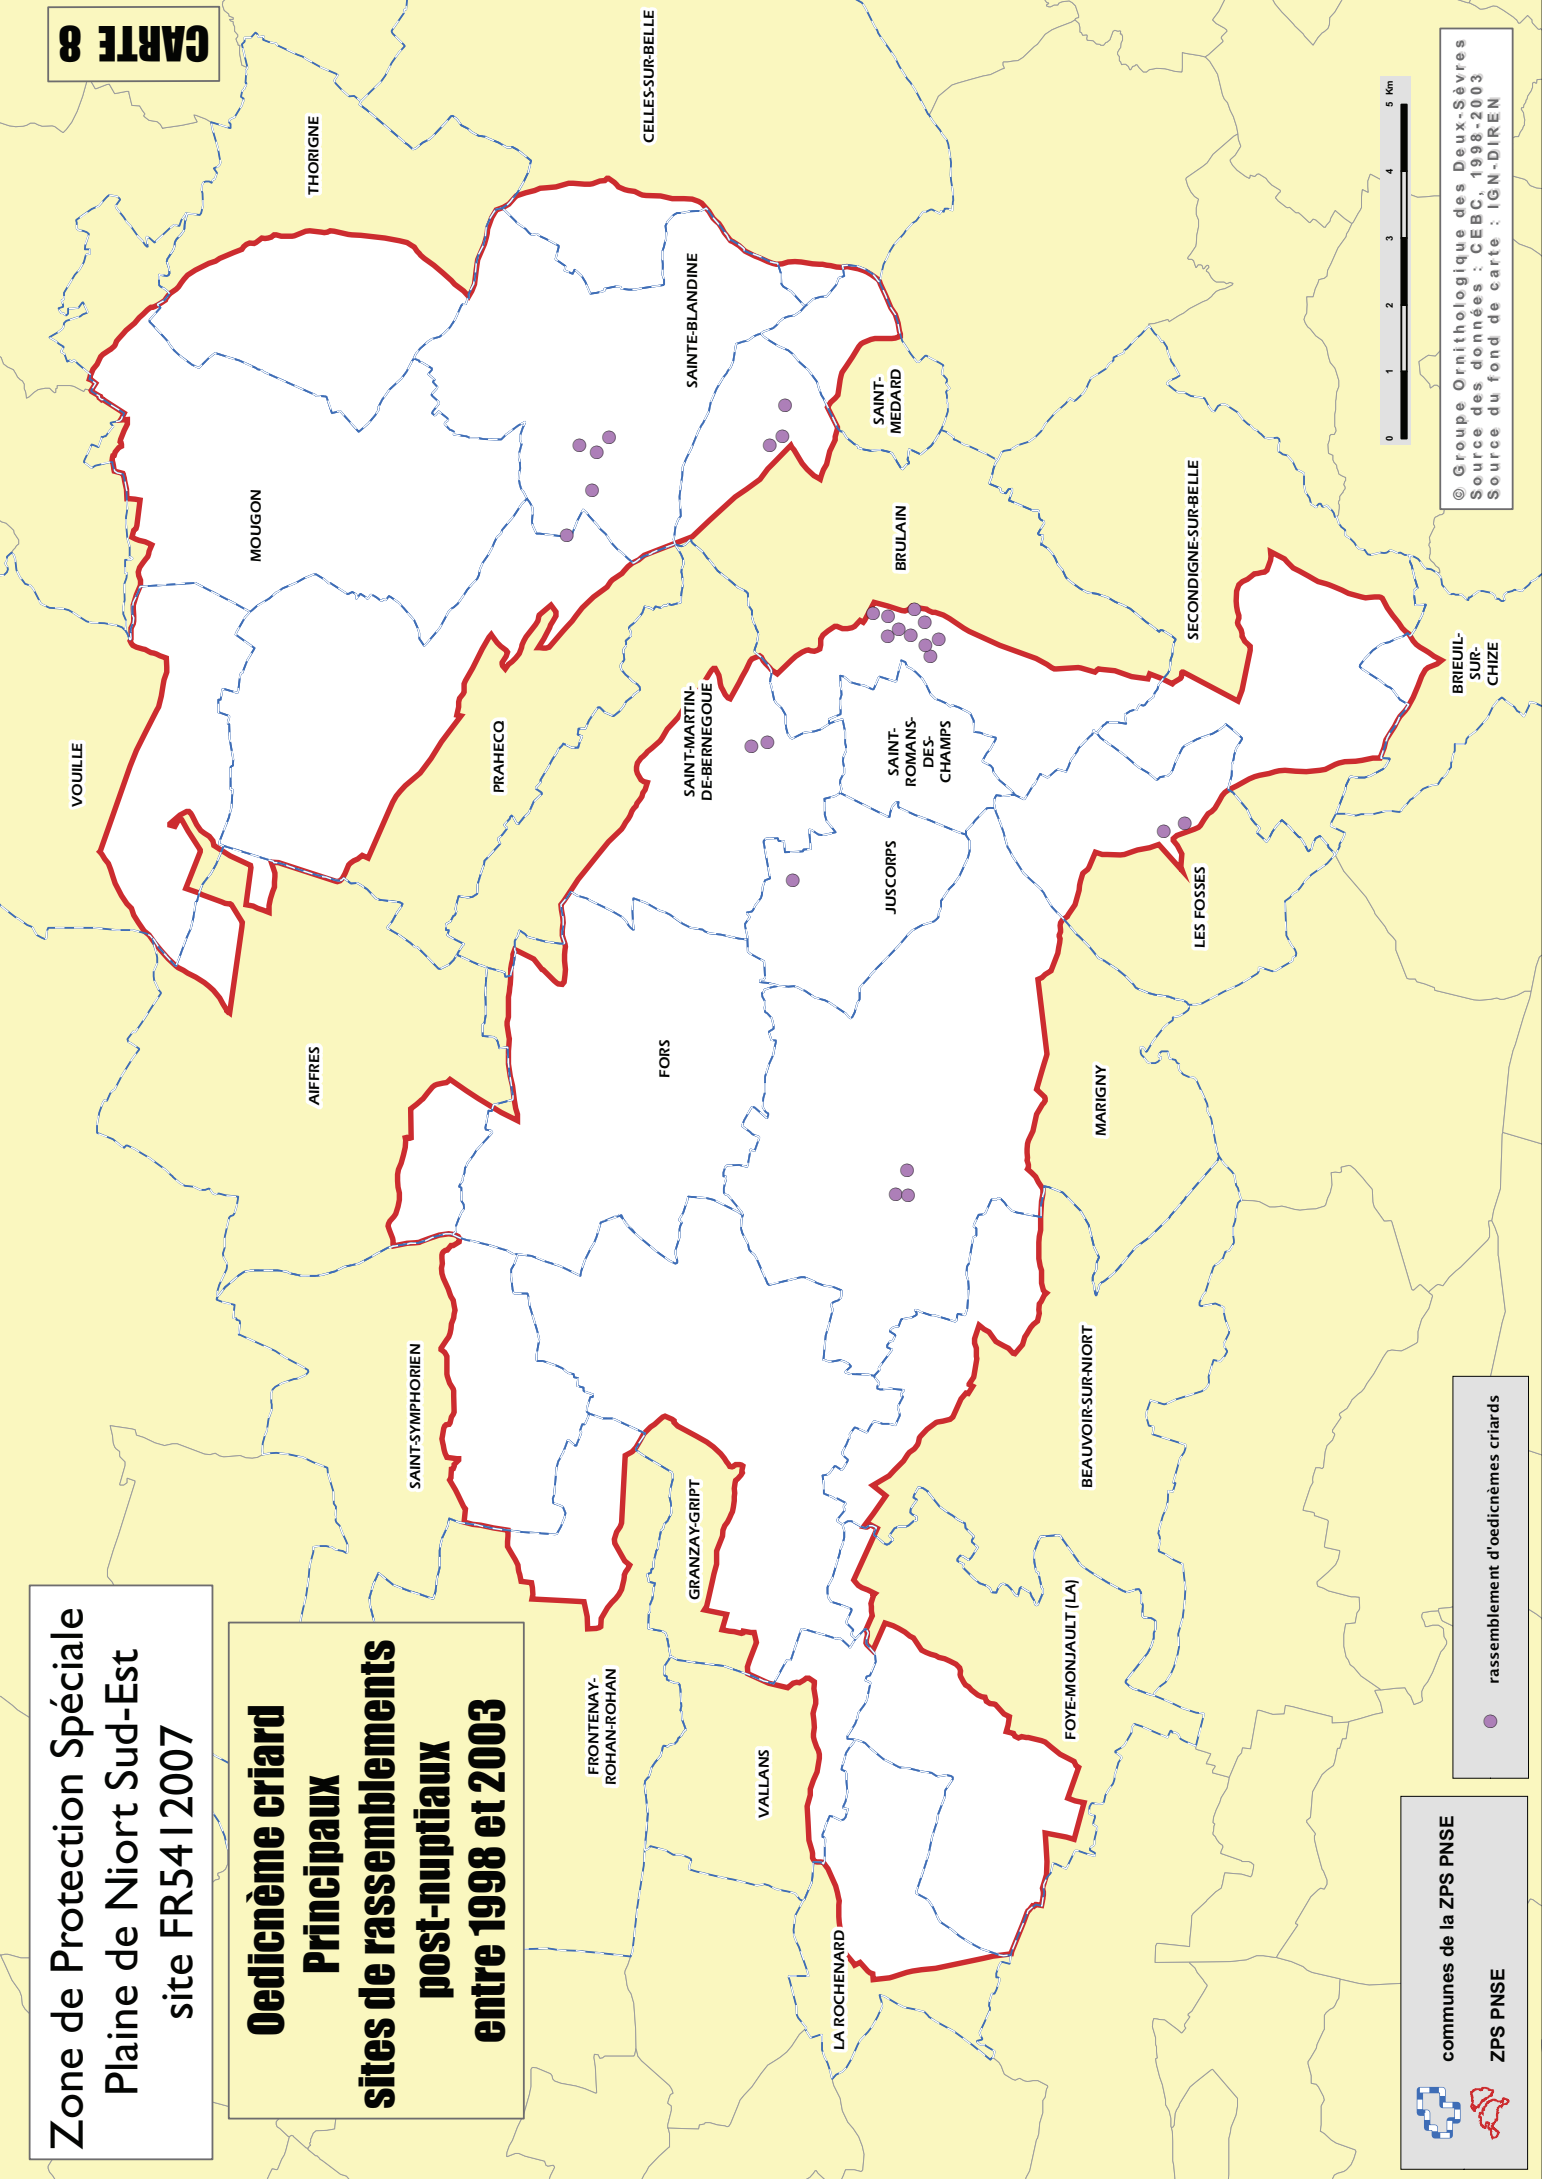 Zone de Protection Spéciale
Plaine de Niort Sud-Est
site FR5412007
CARTE 8
Oedicnème criard
Principaux
sites de rassemblements
post-nuptiaux
entre 1998 et 2003
VOUILLE
MOUGON
THORIGNE
AIFFRES
SAINT-SYMPHORIEN
PRAHECQ
CELLES-SUR-BELLE
SAINTE-BLANDINE
FRONTENAY-
ROHAN-ROHAN
GRANZAY-GRIPT
FORS
SAINT-MARTIN-
DE-BERNEGOUE
VALLANS
LA ROCHENARD
JUSCORPS
SAINT-
ROMANS-
DES-
CHAMPS
BRULAIN
SAINT-
MEDARD
FOYE-MONJAULT (LA)
BEAUVOIR-SUR-NIORT
MARIGNY
LES FOSSES
SECONDIGNE-SUR-BELLE
BRIEUIL-
SUR-
CHIZE
0 1 2 3 4 5 Km
communes de la ZPS PNSE
ZPS PNSE
rassemblement d'oedicnèmes criards
© Groupe Ornithologique des Deux-Sèvres
Source des données : CEBC, 1998-2003
Source du fond de carte : IGN-DIREN